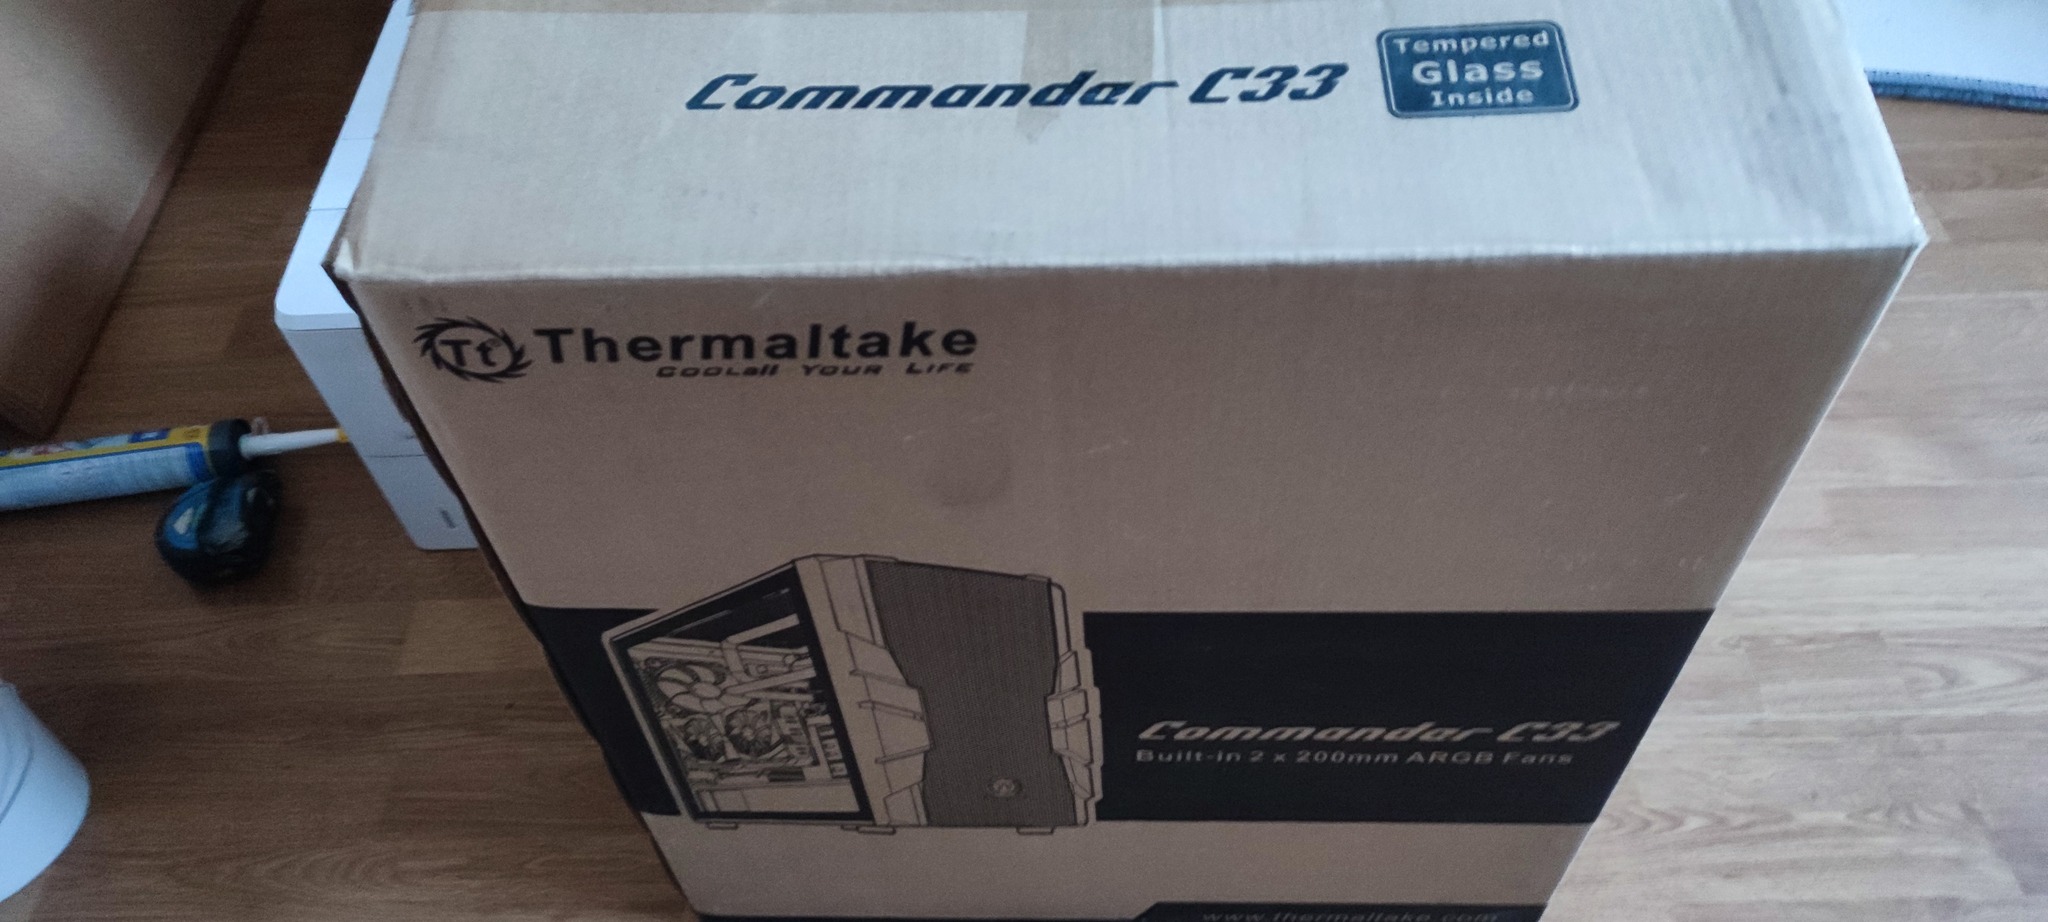 Commander C33
Tempered
Glass
Inside
Tt
Thermaltake
COOLall YOUR LIFE
Commander C33
Built-in 2 x 200mm ARGB Fans
www.thermaltake.com